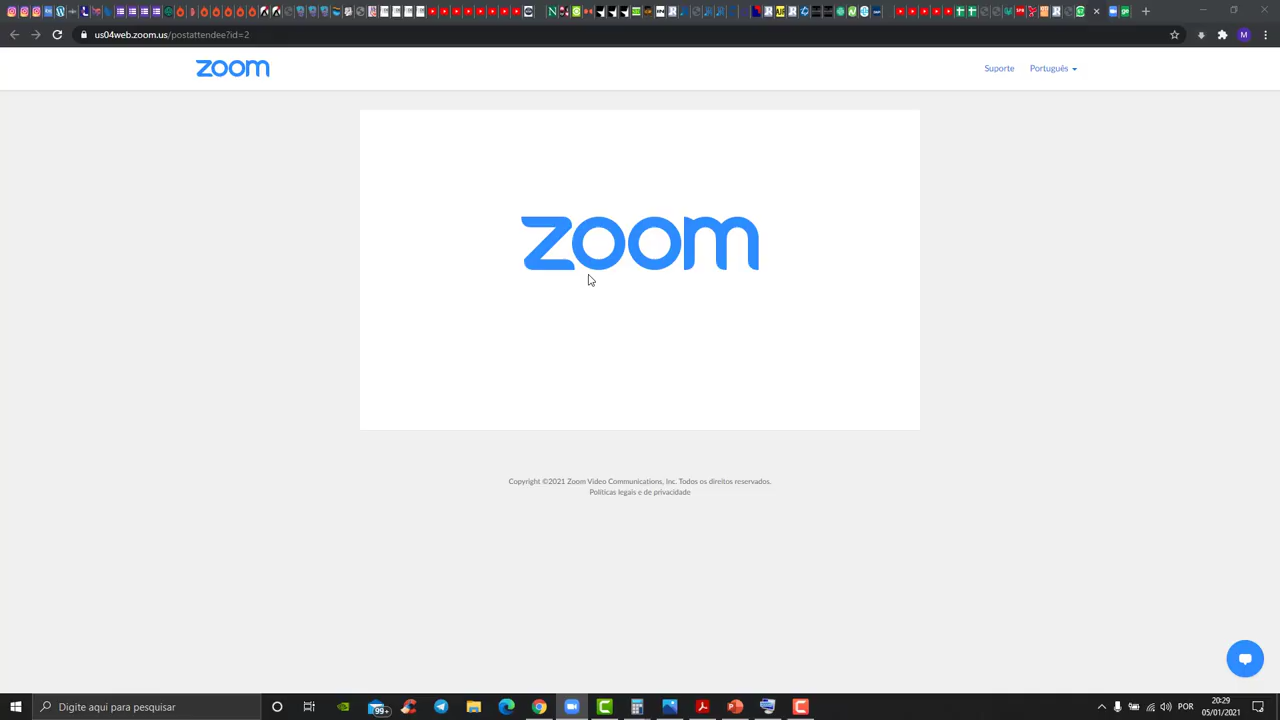 us04web.zoom.us/postattendee?id=2
M
zoom
Suporte
Português
zoom
Copyright ©2021 Zoom Video Communications, Inc. Todos os direitos reservados.
Políticas legais e de privacidade
Digite aqui para pesquisar
99+
POR
20:29
05/01/2021